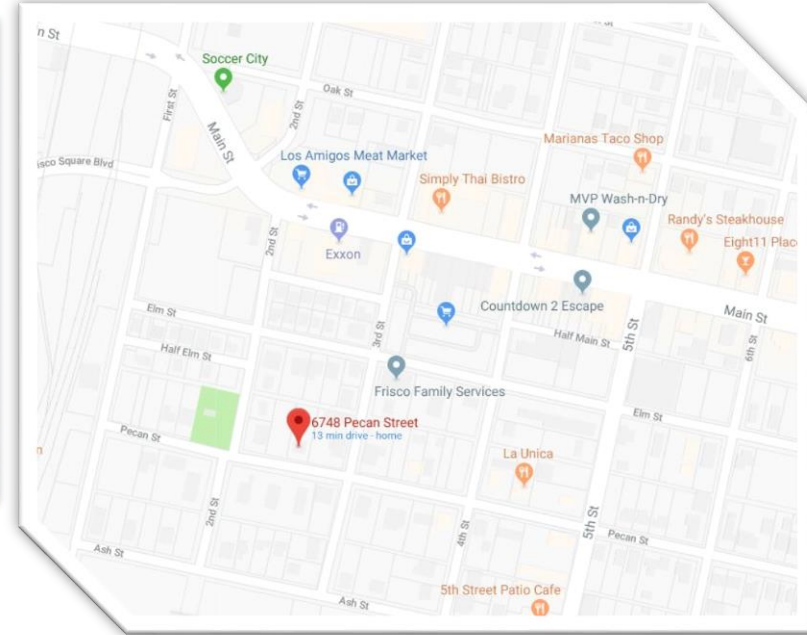 n St
Soccer City
Oak St
First St
2nd St
Main St
Marianas Taco Shop
Los Amigos Meat Market
isco Square Blvd
Simply Thai Bistro
MVP Wash-n-Dry
Randy's Steakhouse
2nd St
Exxon
Eight11 Plac
Countdown 2 Escape
Main St
Elm St
3rd St
Half Main St
5th St
6th St
Half Elm St
Frisco Family Services
Elm St
6748 Pecan Street
13 min drive - home
Pecan St
La Unica
2nd St
4th St
5th St
Pecan St
Ash St
5th Street Patio Cafe
Ash St